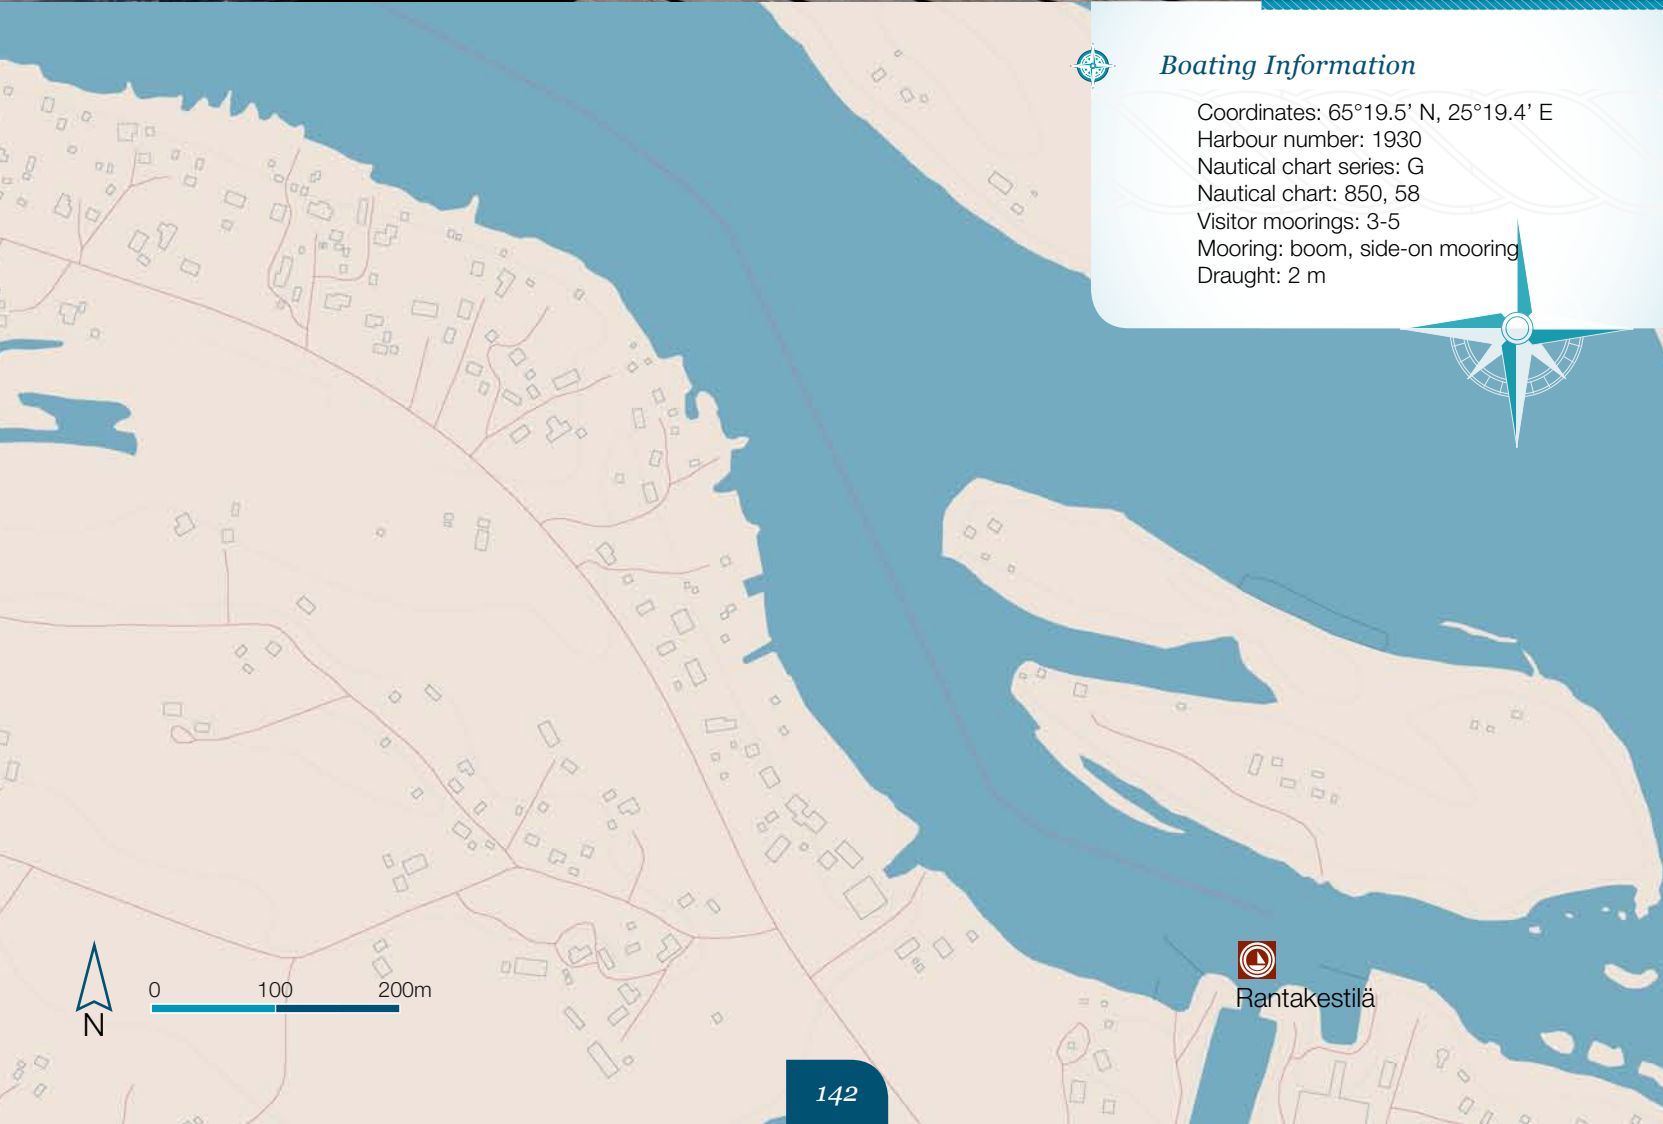 Boating Information
Coordinates: 65°19.5’ N, 25°19.4’ E
Harbour number: 1930
Nautical chart series: G
Nautical chart: 850, 58
Visitor moorings: 3-5
Mooring: boom, side-on mooring
Draught: 2 m
0 100 200m
N
Rantakestilä
142